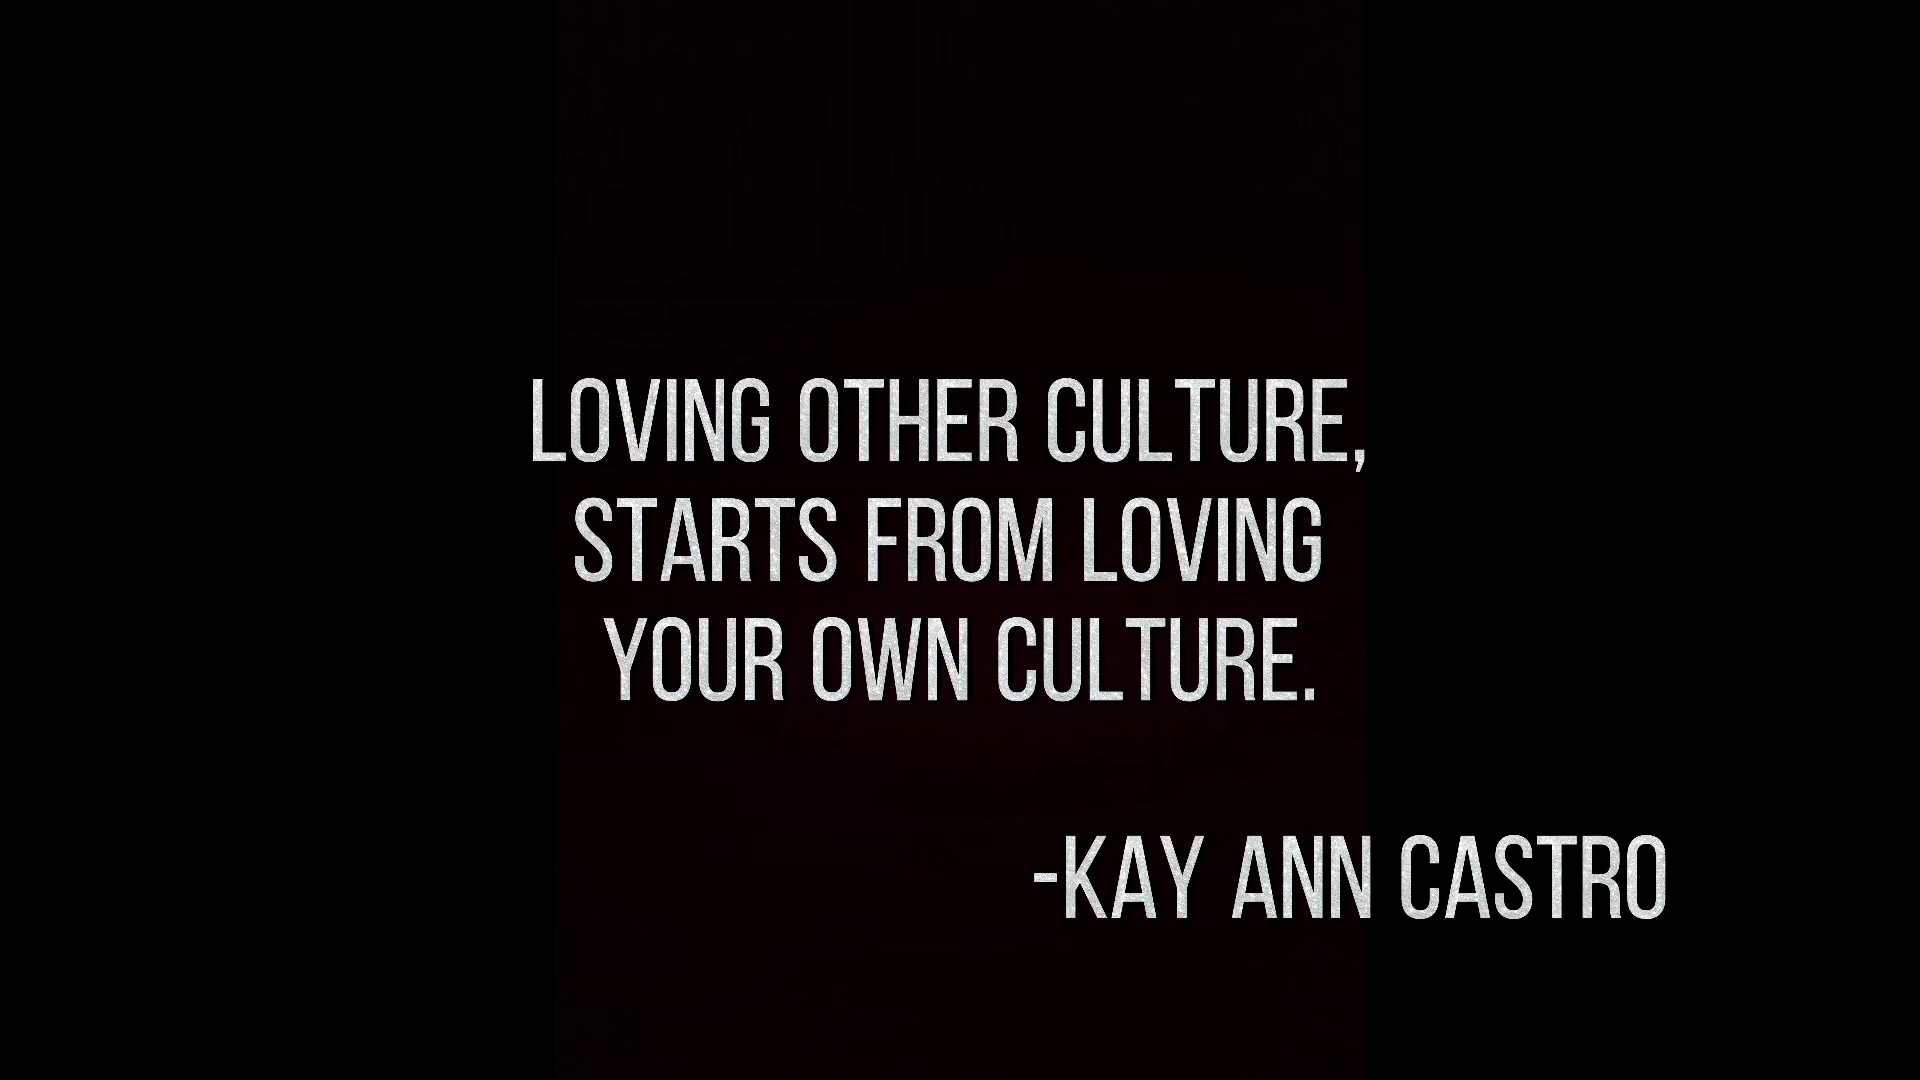 LOVING OTHER CULTURE,
STARTS FROM LOVING
YOUR OWN CULTURE.
-KAY ANN CASTRO